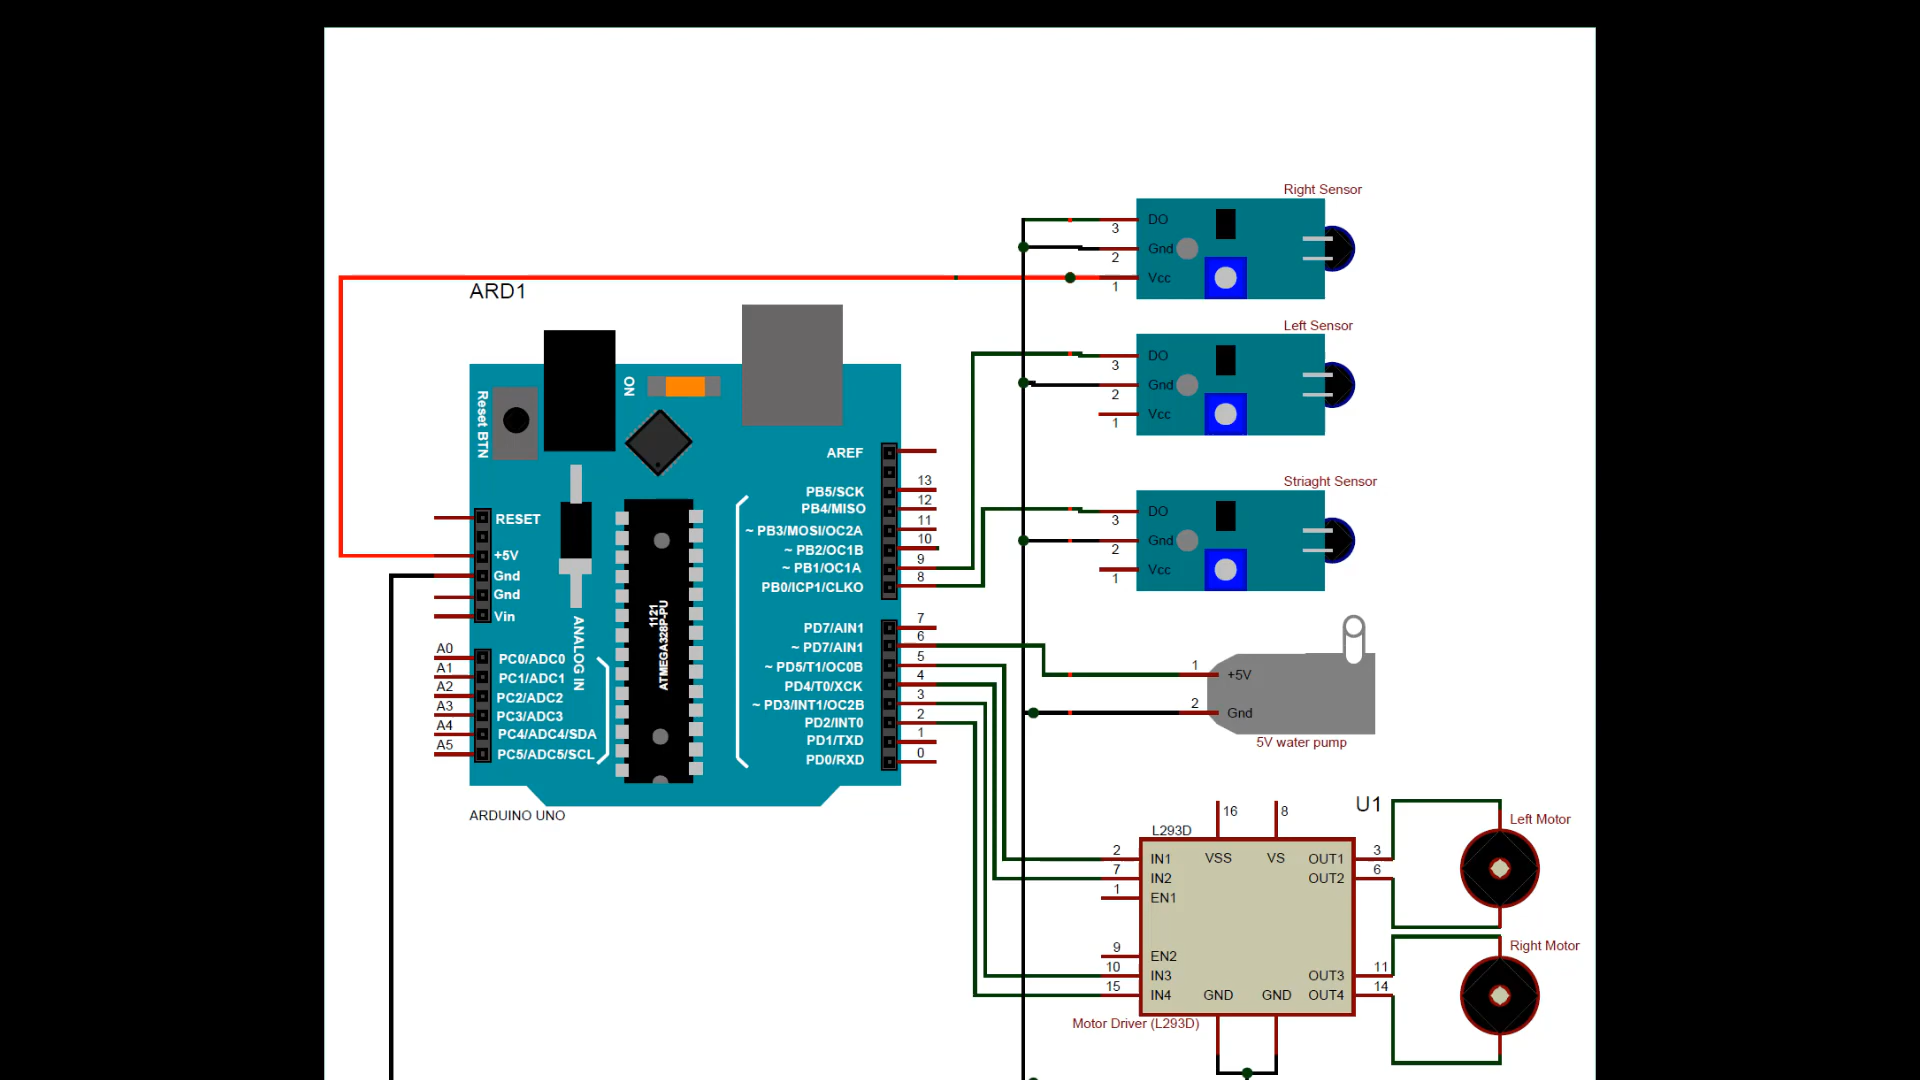 Right Sensor
DO
3
Gnd
2
Vcc
1
ARD1
Left Sensor
DO
3
Gnd
2
Vcc
1
Reset BTN
ON
AREF
Striaght Sensor
DO
3
Gnd
2
Vcc
1
PB5/SCK 13
PB4/MISO 12
~ PB3/MOSI/OC2A 11
~ PB2/OC1B 10
~ PB1/OC1A 9
PB0/ICP1/CLKO 8
RESET
+5V
Gnd
Gnd
Vin
1121
ATMEGA328P-PU
ANALOG IN
PD7/AIN1 7
~ PD7/AIN1 6
~ PD5/T1/OC0B 5
PD4/T0/XCK 4
~ PD3/INT1/OC2B 3
PD2/INT0 2
PD1/TXD 1
PD0/RXD 0
A0 PC0/ADC0
A1 PC1/ADC1
A2 PC2/ADC2
A3 PC3/ADC3
A4 PC4/ADC4/SDA
A5 PC5/ADC5/SCL
1 +5V
2 Gnd
5V water pump
ARDUINO UNO
U1
16
8
L293D
Left Motor
2 IN1 VSS VS OUT1 3
7 IN2 OUT2 6
1 EN1
9 EN2
10 IN3 OUT3 11
15 IN4 GND GND OUT4 14
Right Motor
Motor Driver (L293D)